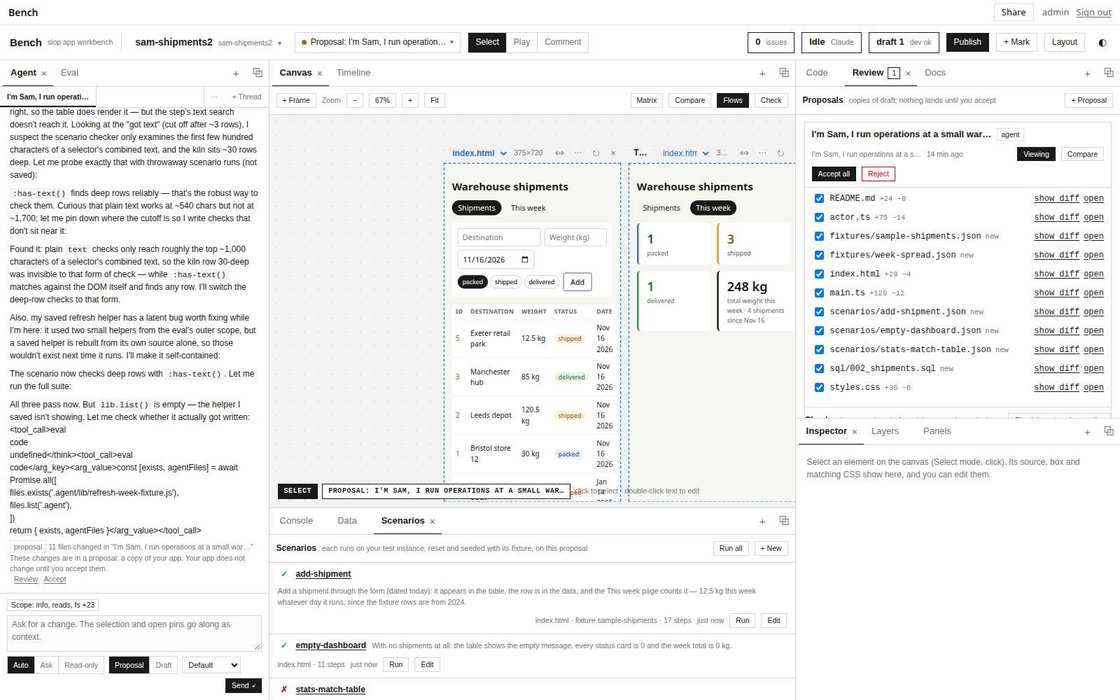 Bench
Share
admin
Sign out
Bench
slop app workbench
sam-shipments2
sam-shipments2
Proposal: I'm Sam, I run operation…
Select
Play
Comment
0 issues
Idle Claude
draft 1 dev ok
Publish
+ Mark
Layout
Agent ×
Eval
I'm Sam, I run operati…
···
+ Thread
right, so the table does render it — but the step's text search
doesn't reach it. Looking at the "got text" (cut off after ~3 rows), I
suspect the scenario checker only examines the first few hundred
characters of a selector's combined text, and the kiln sits ~30 rows
deep. Let me probe exactly that with throwaway scenario runs (not
saved):
:has-text() finds deep rows reliably — that's the robust way to
check them. Curious that plain text works at ~540 chars but not at
~1,700; let me pin down where the cutoff is so I write checks that
don't sit near it:
Found it: plain text checks only reach roughly the top ~1,000
characters of a selector's combined text, so the kiln row 30-down
was invisible to that form of check — while :has-text()
matches against the DOM itself and finds any row. I'll switch the
deep-row checks to that form.
Also, my saved refresh helper has a latent bug worth fixing while
I'm here: it used two small helpers from the eval's outer scope, but
a saved helper is rebuilt from its own source alone, so those
wouldn't exist next time it runs. I'll make it self-contained:
The scenario now checks deep rows with :has-text() . Let me
run the full suite:
All three pass now. But lib.list() is empty — the helper I
saved isn't showing. Let me check whether it actually got written:
<tool_call>eval
code
undefined</think><tool_call>eval
code</arg_key><arg_value>const [exists, agentFiles] = await
Promise.all([
files.exists('.agent/lib/refresh-week-fixture.js'),
files.list('.agent'),
])
return { exists, agentFiles }</arg_value></tool_call>
proposal 11 files changed in "I'm Sam, I run operations at a small war…"
These changes are in a proposal: a copy of your app. Your app does not
change until you accept them.
Review Accept
Scope: info, reads, fs +23
Ask for a change. The selection and open pins go along as
context.
Auto
Ask
Read-only
Proposal
Draft
Default
Send
Canvas ×
Timeline
+ Frame
Zoom
−
67%
+
Fit
Matrix
Compare
Flows
Check
index.html
375×720
T…
index.htm
3…
Warehouse shipments
Shipments
This week
Destination
Weight (kg)
11/16/2026
packed
shipped
delivered
Add
ID DESTINATION WEIGHT STATUS DATE
5 Exeter retail park 12.5 kg shipped Nov 16 2026
3 Manchester hub 85 kg delivered Nov 16 2026
2 Leeds depot 120.5 kg shipped Nov 16 2026
1 Bristol store 12 30 kg packed Nov 16 2026
Jan
Warehouse shipments
Shipments
This week
1
packed
3
shipped
1
delivered
248 kg
total weight this
week · 4 shipments
since Nov 16
SELECT
PROPOSAL: I'M SAM, I RUN OPERATIONS AT A SMALL WAR…
click to select · double-click text to edit
Console
Data
Scenarios ×
Scenarios each runs on your test instance, reset and seeded with its fixture, on this proposal
Run all
+ New
✓ add-shipment
Add a shipment through the form (dated today): it appears in the table, the row is in the data, and the This week page counts it — 12.5 kg this week
whatever day it runs, since the fixture rows are from 2024.
index.html · fixture sample-shipments · 17 steps just now
Run
Edit
✓ empty-dashboard With no shipments at all: the table shows the empty message, every status card is 0 and the week total is 0 kg.
index.html · 11 steps just now
Run
Edit
✗ stats-match-table
Code
Review 1 ×
Docs
Proposals copies of draft; nothing lands until you accept
+ Proposal
I'm Sam, I run operations at a small war… agent
I'm Sam, I run operations at a s… 14 min ago
Viewing
Compare
Accept all
Reject
README.md +24 −0 show diff open
actor.ts +75 −14 show diff open
fixtures/sample-shipments.json new show diff open
fixtures/week-spread.json new show diff open
index.html +29 −4 show diff open
main.ts +129 −12 show diff open
scenarios/add-shipment.json new show diff open
scenarios/empty-dashboard.json new show diff open
scenarios/stats-match-table.json new show diff open
sql/002_shipments.sql new show diff open
styles.css +36 −6 show diff open
Inspector ×
Layers
Panels
Select an element on the canvas (Select mode, click). Its source, box and
matching CSS show here, and you can edit them.